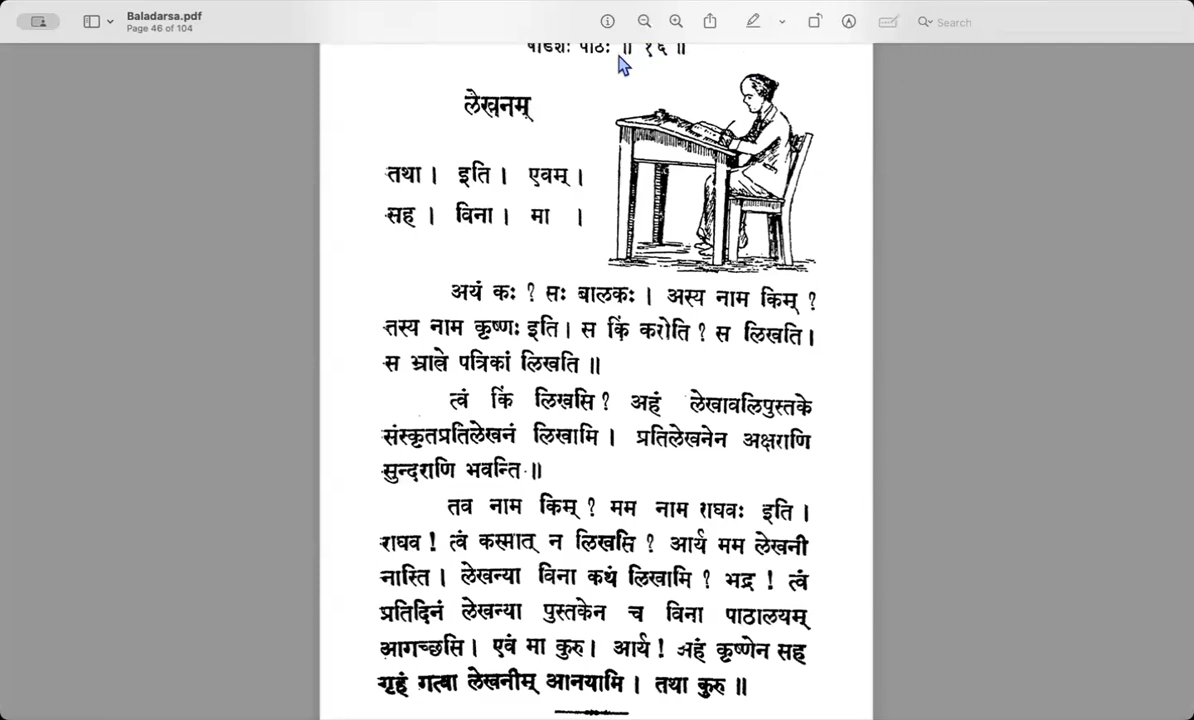 Baladarsa.pdf
Page 46 of 104
Search
षोडशः पाठः ॥ १६ ॥
लेखनम्
तथा । इति । एवम् ।
सह । विना । मा ।
अयं कः ? सः बालकः । अस्य नाम किम् ?
तस्य नाम कृष्णः इति । स किं करोति ? स लिखति ।
स भ्रात्रे पत्रिकां लिखति ॥
त्वं किं लिखसि ? अहं लेखावलिपुस्तके
संस्कृतप्रतिलेखनं लिखामि । प्रतिलेखनेन अक्षराणि
सुन्दराणि भवन्ति ॥
तव नाम किम् ? मम नाम राघवः इति ।
राघव ! त्वं कस्मात् न लिखसि ? आर्य मम लेखनी
नास्ति । लेखन्या विना कथं लिखामि ? भद्र ! त्वं
प्रतिदिनं लेखन्या पुस्तकेन च विना पाठालयम्
आगच्छसि । एवं मा कुरु । आर्य ! अहं कृष्णेन सह
गृहं गत्वा लेखनीम् आनयामि । तथा कुरु ॥